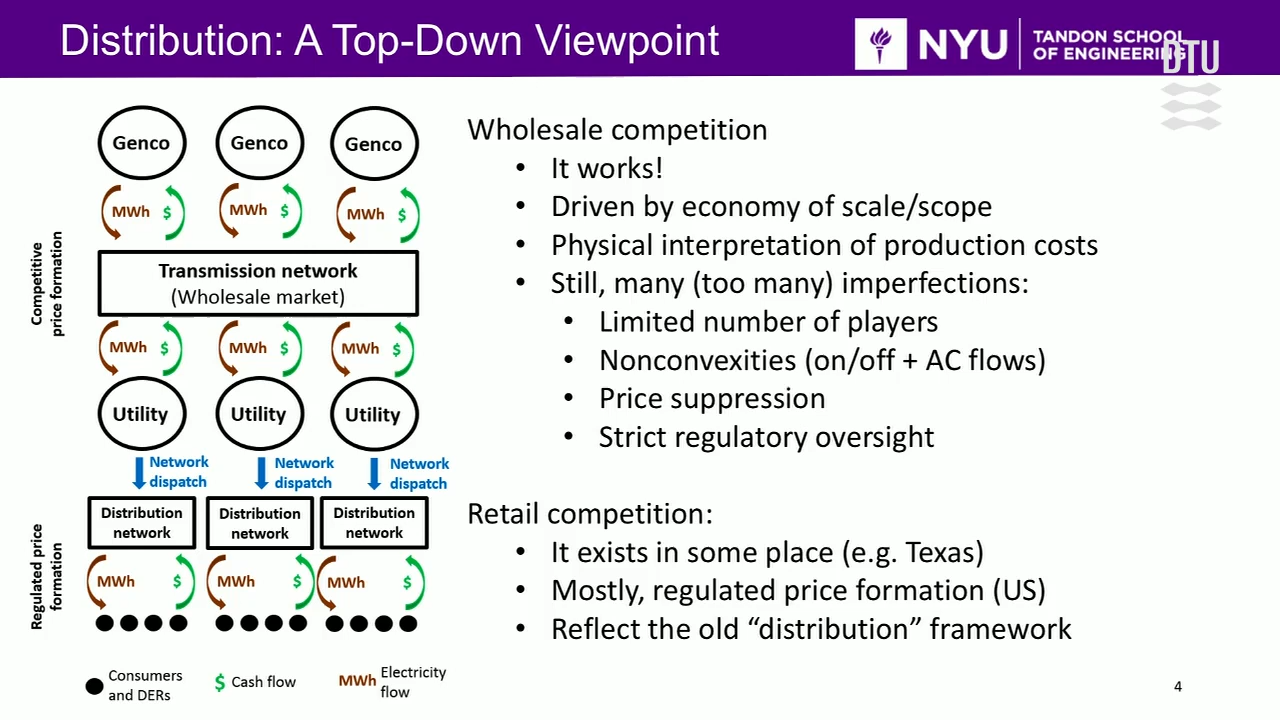 Distribution: A Top-Down Viewpoint
NYU
TANDON SCHOOL
OF ENGINEERING
DTU
Genco
Genco
Genco
MWh $
MWh $
MWh $
Competitive
price formation
Transmission network
(Wholesale market)
MWh $
MWh $
MWh $
Utility
Utility
Utility
Network
dispatch
Network
dispatch
Network
dispatch
Regulated price
formation
Distribution
network
Distribution
network
Distribution
network
MWh $
MWh $
MWh $
Consumers
and DERs
$ Cash flow
MWh Electricity
flow
Wholesale competition
• It works!
• Driven by economy of scale/scope
• Physical interpretation of production costs
• Still, many (too many) imperfections:
• Limited number of players
• Nonconvexities (on/off + AC flows)
• Price suppression
• Strict regulatory oversight
Retail competition:
• It exists in some place (e.g. Texas)
• Mostly, regulated price formation (US)
• Reflect the old “distribution” framework
4